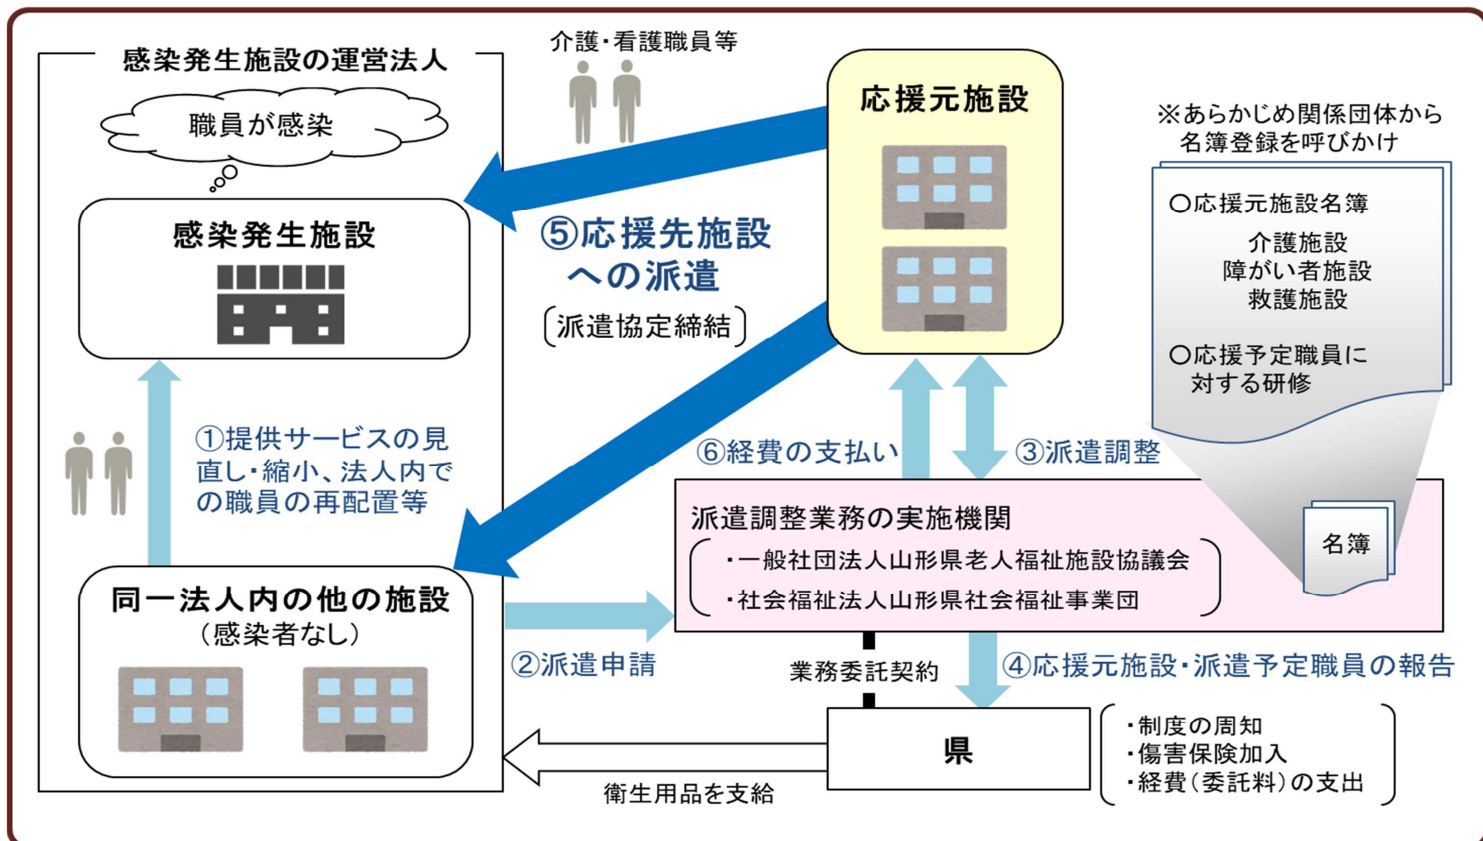 感染発生施設の運営法人
職員が感染
感染発生施設
①提供サービスの見
直し・縮小、法人内で
の職員の再配置等
同一法人内の他の施設
（感染者なし）
介護・看護職員等
⑤応援先施設
への派遣
派遣協定締結
応援元施設
※あらかじめ関係団体から
名簿登録を呼びかけ
○応援元施設名簿
介護施設
障がい者施設
救護施設
○応援予定職員に
対する研修
名簿
⑥経費の支払い
③派遣調整
派遣調整業務の実施機関
・一般社団法人山形県老人福祉施設協議会
・社会福祉法人山形県社会福祉事業団
②派遣申請
業務委託契約
④応援元施設・派遣予定職員の報告
県
・制度の周知
・傷害保険加入
・経費（委託料）の支出
衛生用品を支給